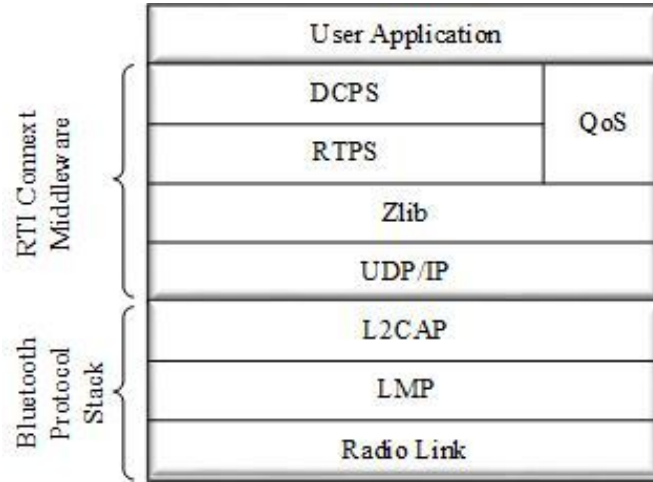 User Application
RTI Connext
Middleware
DCPS
QoS
RTPS
Zlib
UDP/IP
Bluetooth
Protocol
Stack
L2CAP
LMP
Radio Link